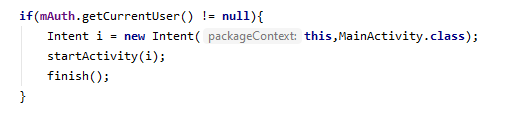 if(mAuth.getCurrentUser() != null){
    Intent i = new Intent( packageContext: this,MainActivity.class);
    startActivity(i);
    finish();
}